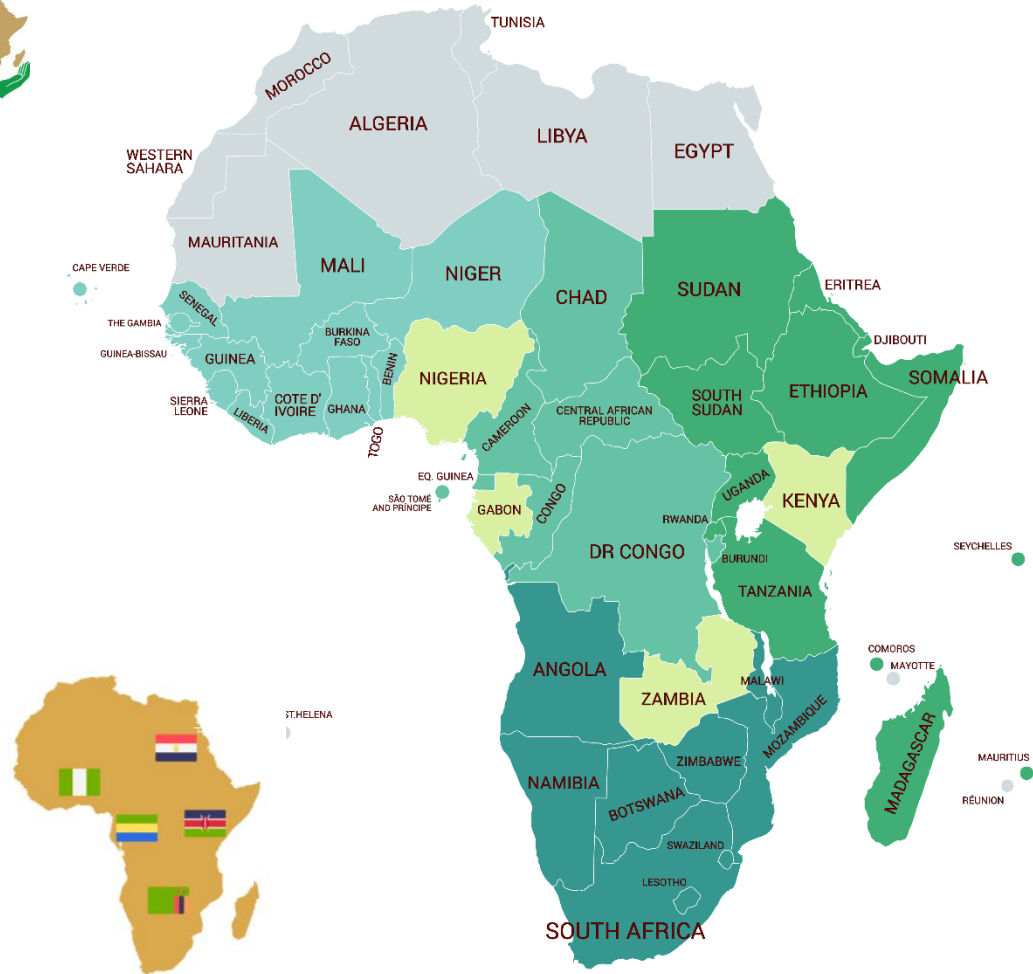 TUNISIA
MOROCCO
ALGERIA
LIBYA
EGYPT
WESTERN
SAHARA
MAURITANIA
MALI
NIGER
CHAD
SUDAN
ERITREA
CAPE VERDE
SENEGAL
THE GAMBIA
GUINEA-BISSAU
GUINEA
BURKINA
FASO
BENIN
NIGERIA
DJIBOUTI
SOMALIA
ETHIOPIA
SOUTH
SUDAN
SIERRA
LEONE
LIBERIA
COTE D'
IVOIRE
GHANA
TOGO
CAMEROON
CENTRAL AFRICAN
REPUBLIC
EQ. GUINEA
SÃO TOMÉ
AND PRÍNCIPE
GABON
CONGO
UGANDA
KENYA
RWANDA
DR CONGO
BURUNDI
TANZANIA
SEYCHELLES
COMOROS
MAYOTTE
ANGOLA
ZAMBIA
MALAWI
MOZAMBIQUE
ST.HELENA
MADAGASCAR
MAURITIUS
RÉUNION
NAMIBIA
ZIMBABWE
BOTSWANA
SWAZILAND
LESOTHO
SOUTH AFRICA